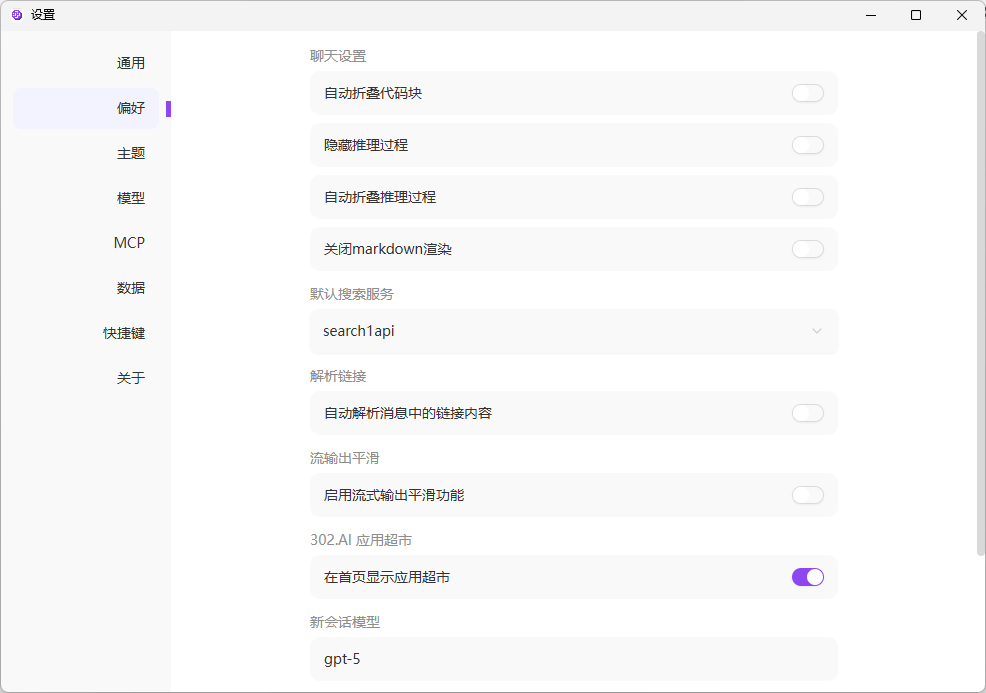 设置
通用
偏好
主题
模型
MCP
数据
快捷键
关于
聊天设置
自动折叠代码块
隐藏推理过程
自动折叠推理过程
关闭markdown渲染
默认搜索服务
search1api
解析链接
自动解析消息中的链接内容
流输出平滑
启用流式输出平滑功能
302.AI 应用超市
在首页显示应用超市
新会话模型
gpt-5